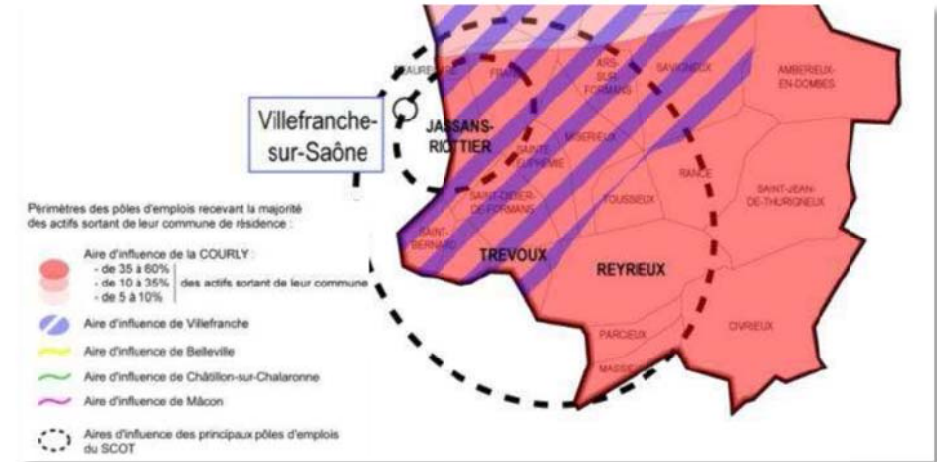 BEAUREGARD
FRANS
ARS-
SUR-
FORMANS
SAVIGNEUX
AMBERIEUX-
EN-DOMBES
Villefranche-
sur-Saône
JASSANS-
RIOTTIER
MISERIEUX
SAINTE-
EUPHEMIE
RANCE
SAINT-JEAN-
DE-THURIGNEUX
SAINT-DIDIER-
DE-FORMANS
TOUSSIEUX
SAINT-
BERNARD
TREVOUX
REYRIEUX
PARCIEUX
CIVRIEUX
MASSIEUX
Périmètres des pôles d'emplois recevant la majorité
des actifs sortant de leur commune de résidence :
Aire d'influence de la COURLY :
- de 35 à 60%
- de 10 à 35% des actifs sortant de leur commune
- de 5 à 10%
Aire d'influence de Villefranche
Aire d'influence de Belleville
Aire d'influence de Châtillon-sur-Chalaronne
Aire d'influence de Mâcon
Aires d'influence des principaux pôles d'emplois
du SCOT